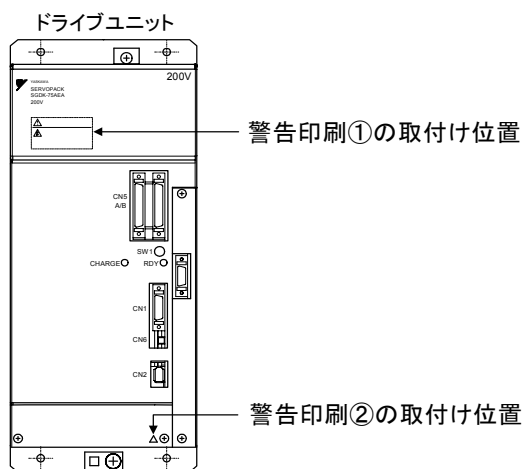 ドライブユニット
200V
YASKAWA
SERVOPACK
SGDK-75AEA
200V
警告印刷①の取付け位置
CN5
A/B
SW1
CHARGE RDY
CN1
CN6
CN2
警告印刷②の取付け位置